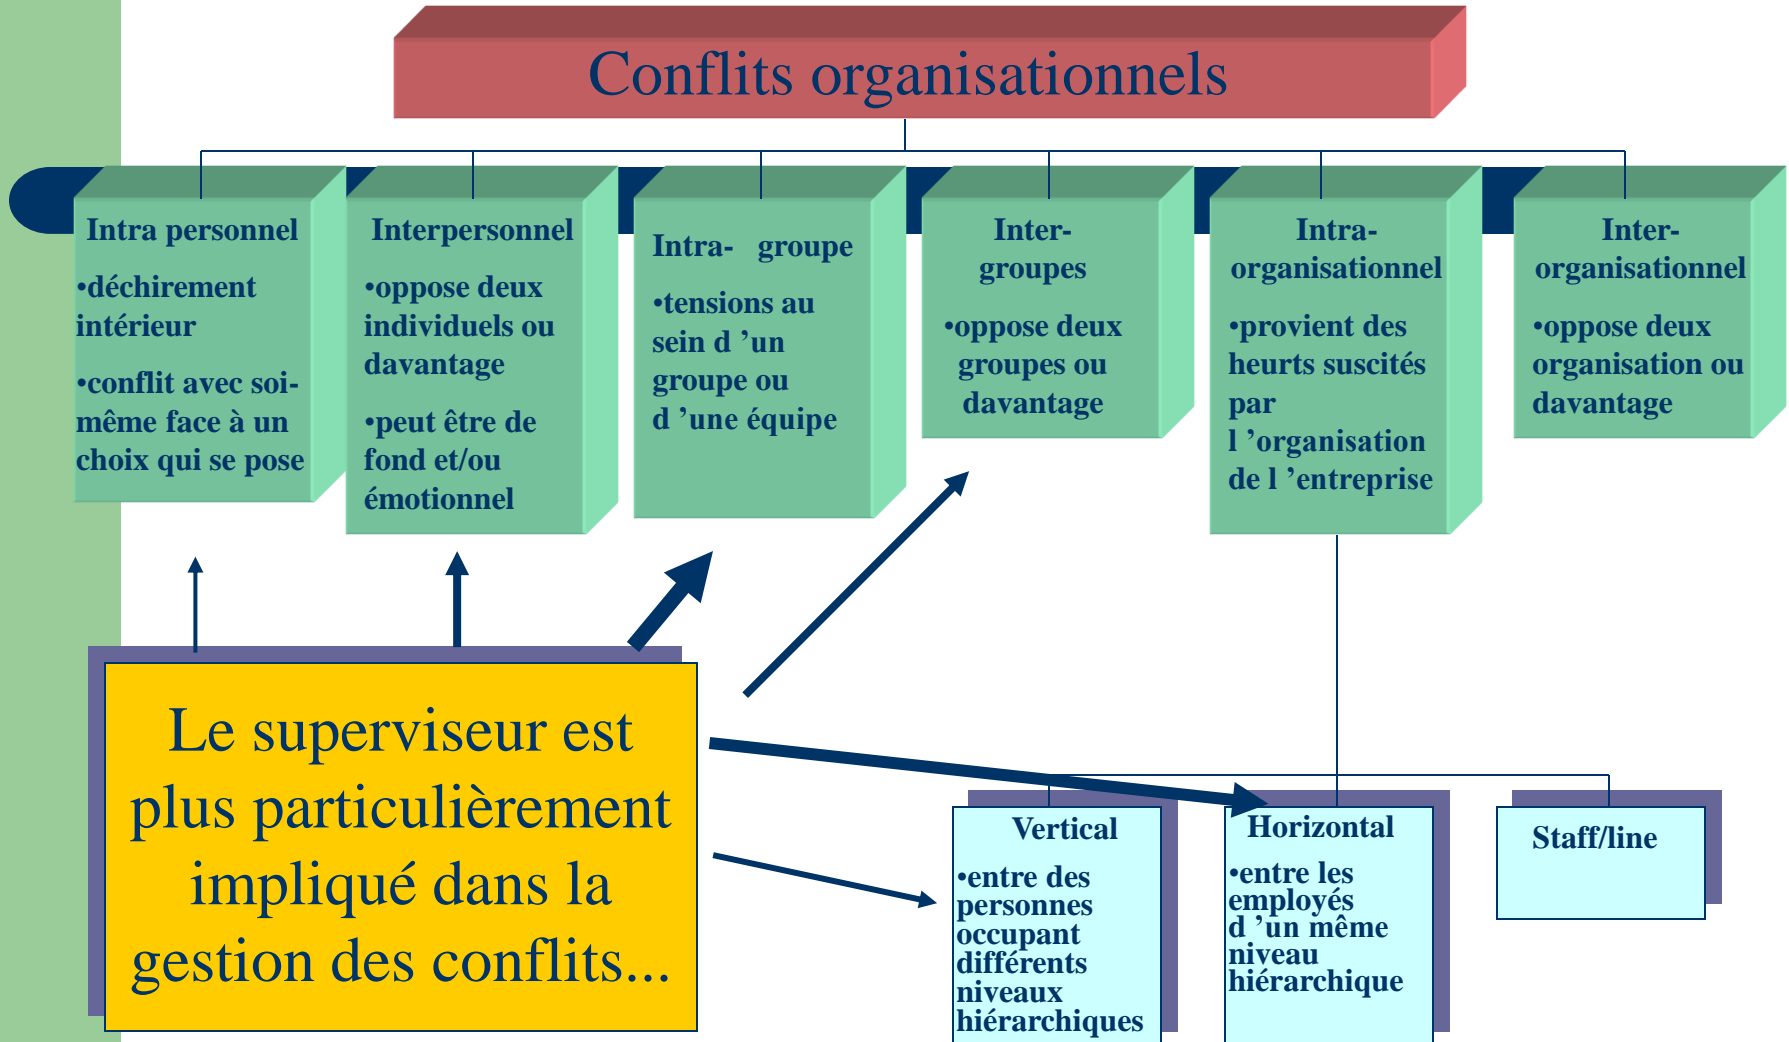 Conflits organisationnels
Intra personnel
•déchirement
intérieur
•conflit avec soi-
même face à un
choix qui se pose
Interpersonnel
•oppose deux
individuels ou
davantage
•peut être de
fond et/ou
émotionnel
Intra- groupe
•tensions au
sein d ’un
groupe ou
d ’une équipe
Inter-
groupes
•oppose deux
groupes ou
davantage
Intra-
organisationnel
•provient des
heurts suscités
par
l ’organisation
de l ’entreprise
Inter-
organisationnel
•oppose deux
organisation ou
davantage
Le superviseur est
plus particulièrement
impliqué dans la
gestion des conflits...
Vertical
•entre des
personnes
occupant
différents
niveaux
hiérarchiques
Horizontal
•entre les
employés
d ’un même
niveau
hiérarchique
Staff/line